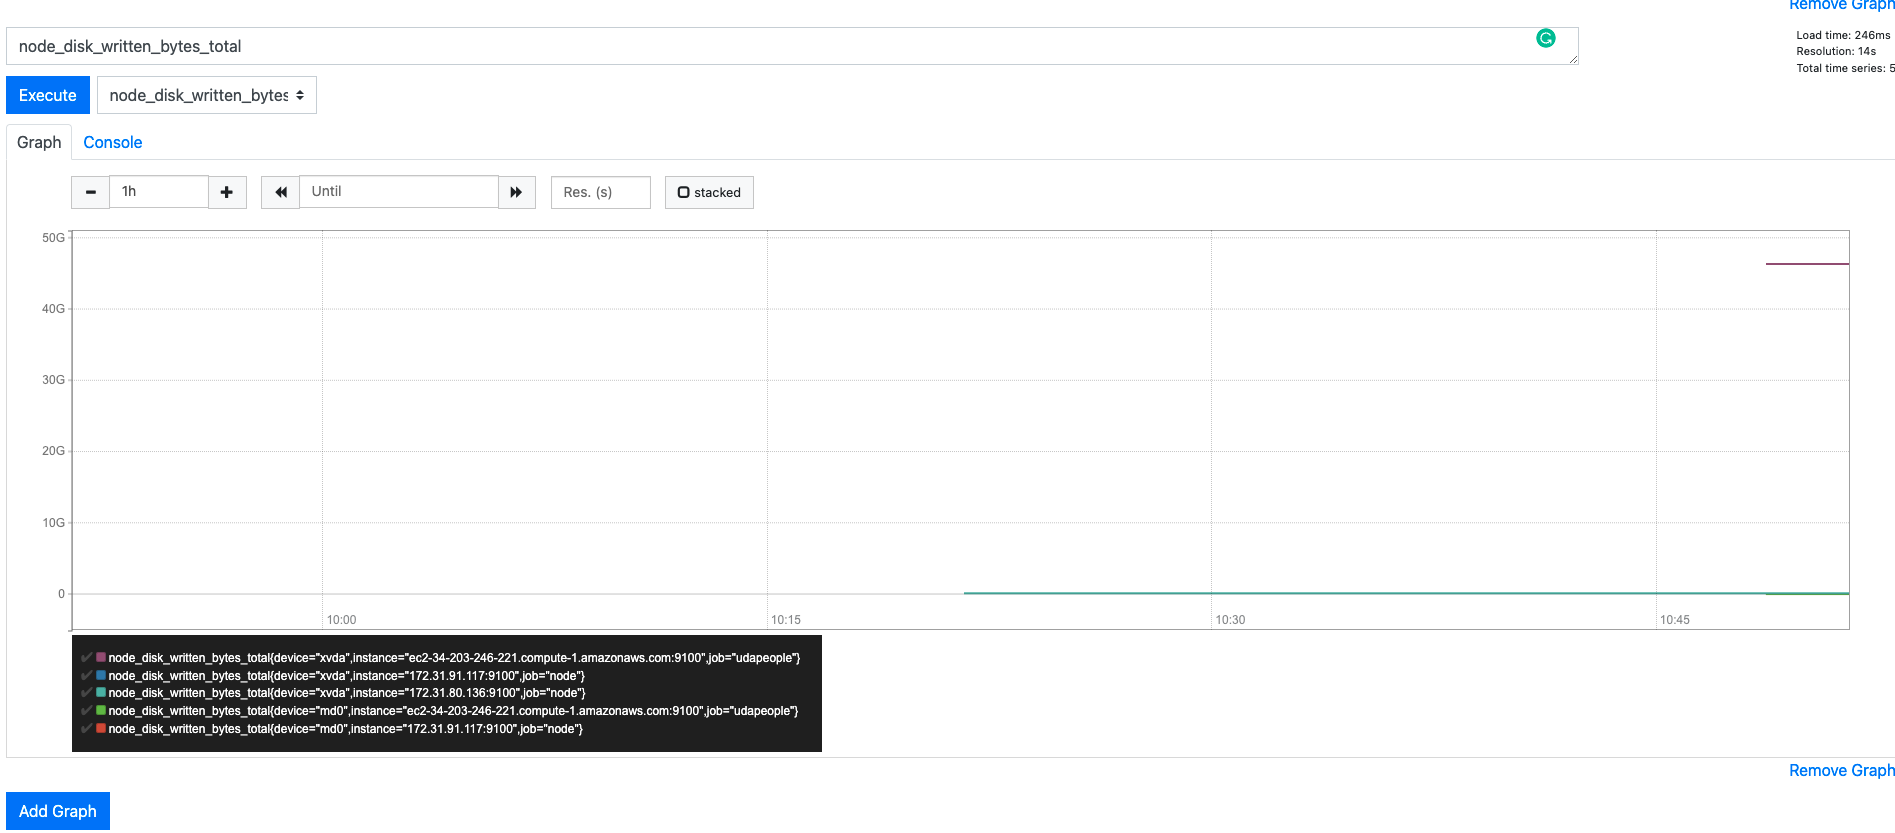 Remove Graph
node_disk_written_bytes_total
Load time: 246ms
Resolution: 14s
Total time series: 5
Execute
node_disk_written_bytes
Graph
Console
1h
Until
Res. (s)
stacked
50G
40G
30G
20G
10G
0
10:00
10:15
10:30
10:45
node_disk_written_bytes_total{device="xvda",instance="ec2-34-203-246-221.compute-1.amazonaws.com:9100",job="udapeople"}
node_disk_written_bytes_total{device="xvda",instance="172.31.91.117:9100",job="node"}
node_disk_written_bytes_total{device="xvda",instance="172.31.80.136:9100",job="node"}
node_disk_written_bytes_total{device="md0",instance="ec2-34-203-246-221.compute-1.amazonaws.com:9100",job="udapeople"}
node_disk_written_bytes_total{device="md0",instance="172.31.91.117:9100",job="node"}
Remove Graph
Add Graph